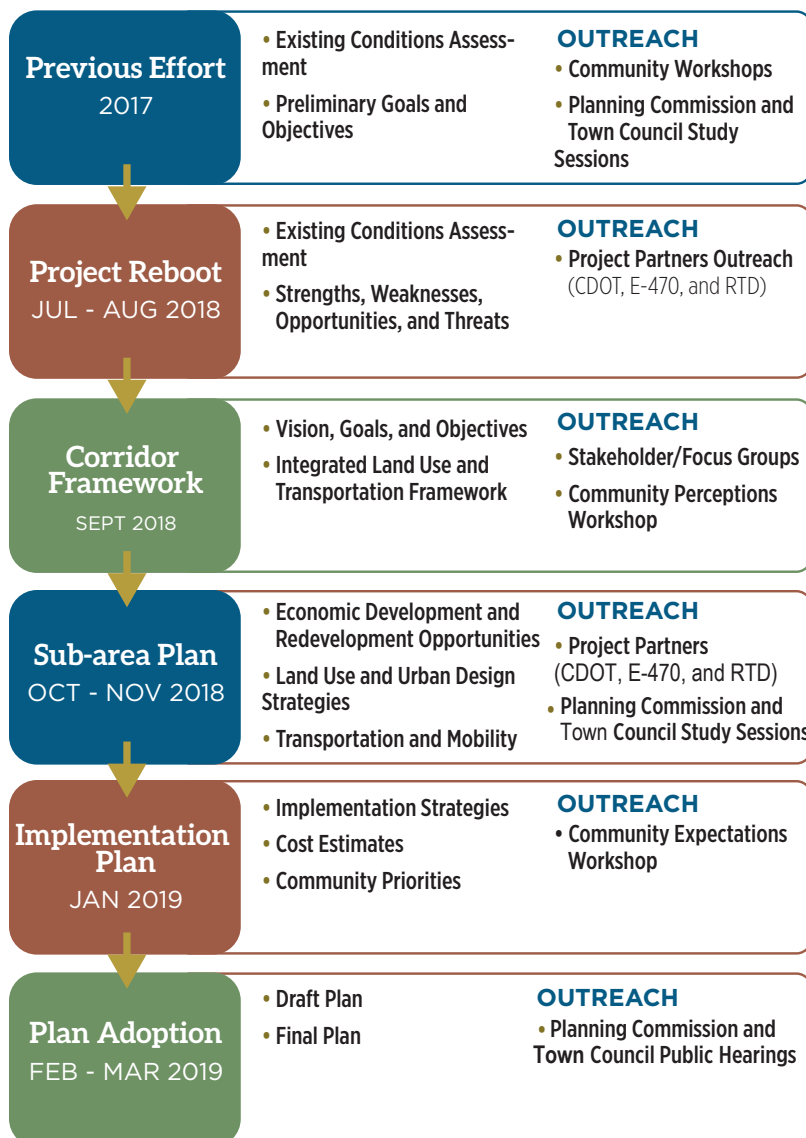 Previous Effort
2017
• Existing Conditions Assess-
ment
• Preliminary Goals and
Objectives
OUTREACH
• Community Workshops
• Planning Commission and
Town Council Study
Sessions
Project Reboot
JUL - AUG 2018
• Existing Conditions Assess-
ment
• Strengths, Weaknesses,
Opportunities, and Threats
OUTREACH
• Project Partners Outreach
(CDOT, E-470, and RTD)
Corridor
Framework
SEPT 2018
• Vision, Goals, and Objectives
• Integrated Land Use and
Transportation Framework
OUTREACH
• Stakeholder/Focus Groups
• Community Perceptions
Workshop
Sub-area Plan
OCT - NOV 2018
• Economic Development and
Redevelopment Opportunities
• Land Use and Urban Design
Strategies
• Transportation and Mobility
OUTREACH
• Project Partners
(CDOT, E-470, and RTD)
• Planning Commission and
Town Council Study Sessions
Implementation
Plan
JAN 2019
• Implementation Strategies
• Cost Estimates
• Community Priorities
OUTREACH
• Community Expectations
Workshop
Plan Adoption
FEB - MAR 2019
• Draft Plan
• Final Plan
OUTREACH
• Planning Commission and
Town Council Public Hearings